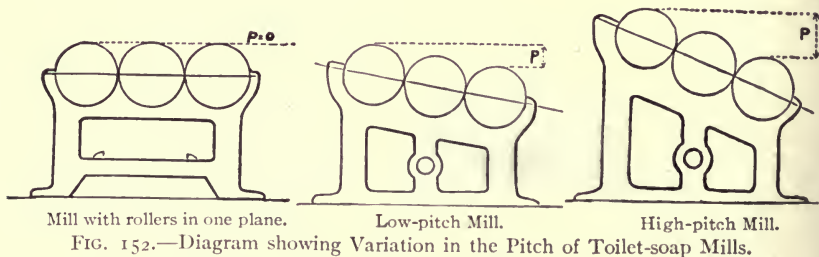 P=0
P
P
Mill with rollers in one plane. Low-pitch Mill. High-pitch Mill.
FIG. 152.—Diagram showing Variation in the Pitch of Toilet-soap Mills.